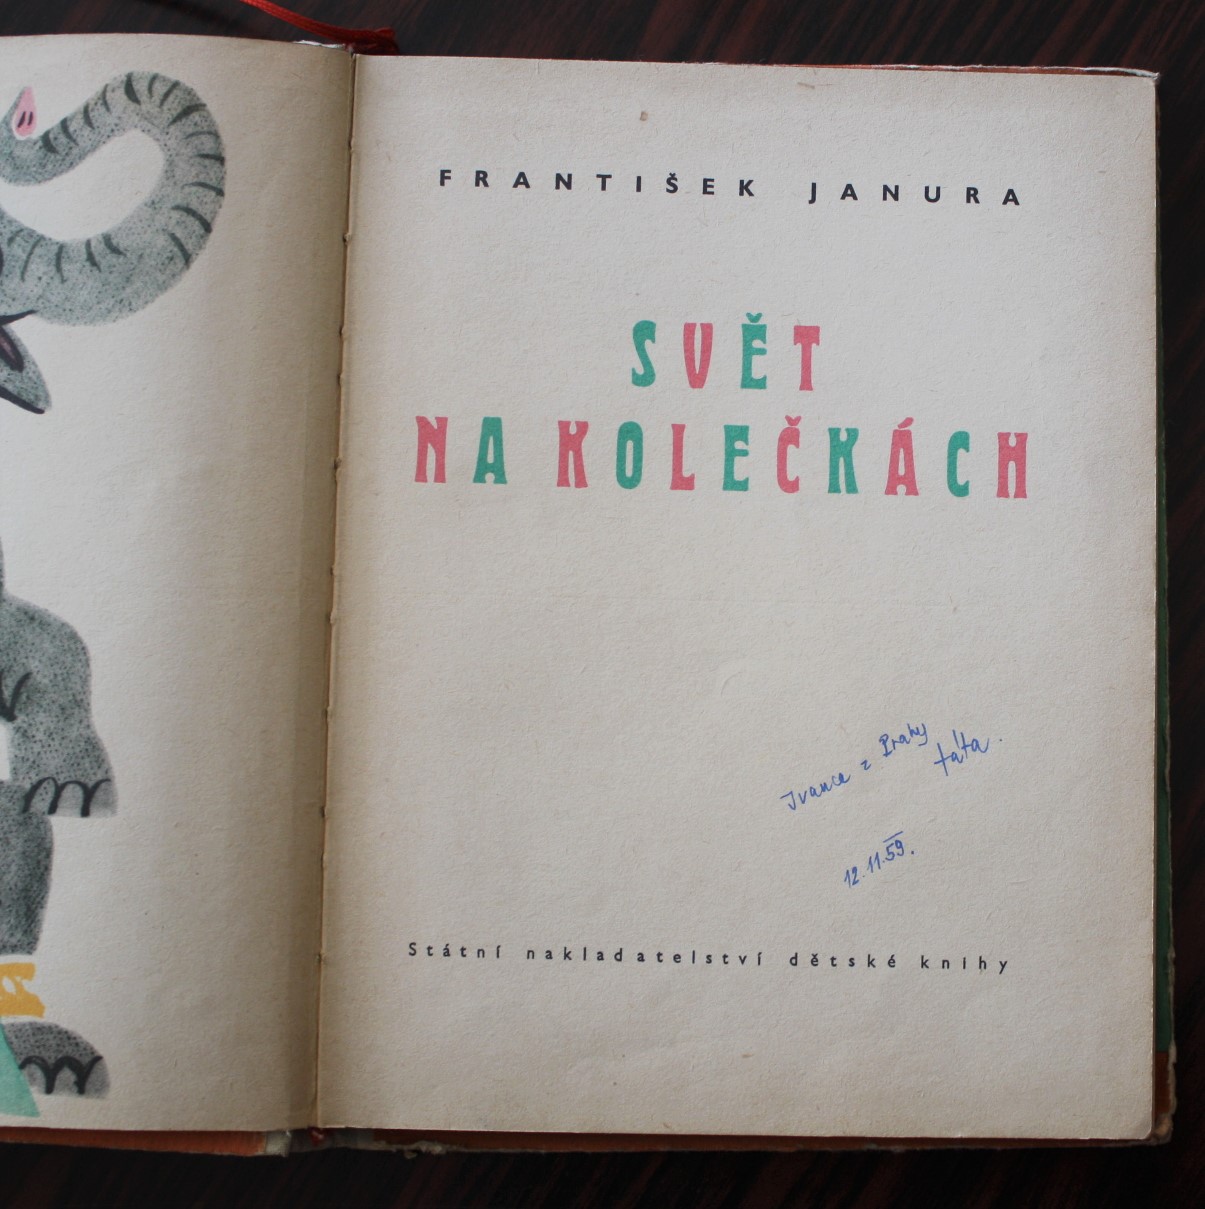 FRANTIŠEK JANURA
SVĚT
NA KOLEČKÁCH
Ivance z Prahy
táta.
12.11.59.
Státní nakladatelství dětské knihy